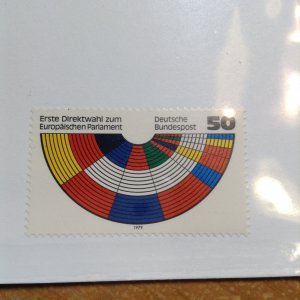 Erste Direktwahl zum
Europäischen Parlament
Deutsche
Bundespost
50
1979